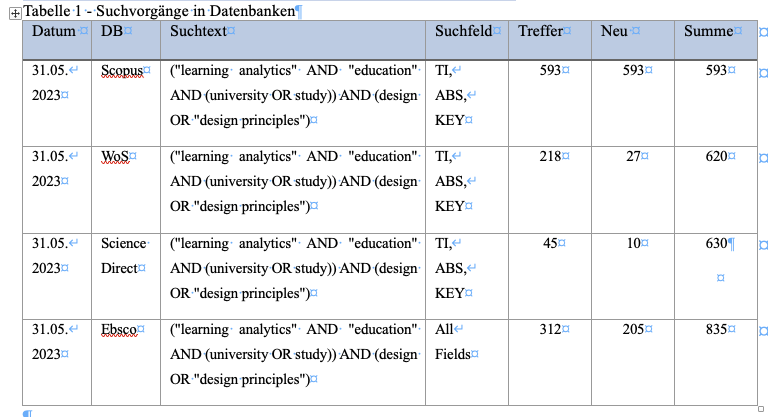 Tabelle 1 - Suchvorgänge in Datenbanken
Datum DB Suchtext Suchfeld Treffer Neu Summe
31.05. Scopus ("learning analytics" AND "education" TI, 593 593 593
2023 AND (university OR study)) AND (design ABS,
OR "design principles") KEY
31.05. WoS ("learning analytics" AND "education" TI, 218 27 620
2023 AND (university OR study)) AND (design ABS,
OR "design principles") KEY
31.05. Science ("learning analytics" AND "education" TI, 45 10 630
2023 Direct AND (university OR study)) AND (design ABS,
OR "design principles") KEY
31.05. Ebsco ("learning analytics" AND "education" All 312 205 835
2023 AND (university OR study)) AND (design Fields
OR "design principles")